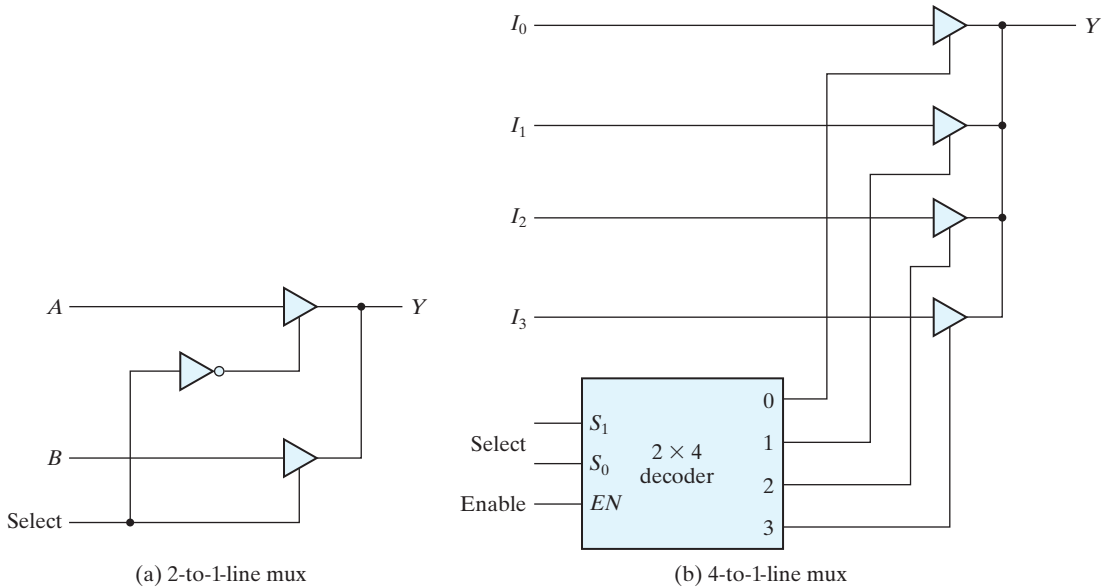 I₀
Y
I₁
I₂
A
Y
I₃
0
S₁
1
Select
2 × 4
decoder
B
S₀
2
Enable
EN
Select
3
(a) 2-to-1-line mux
(b) 4-to-1-line mux